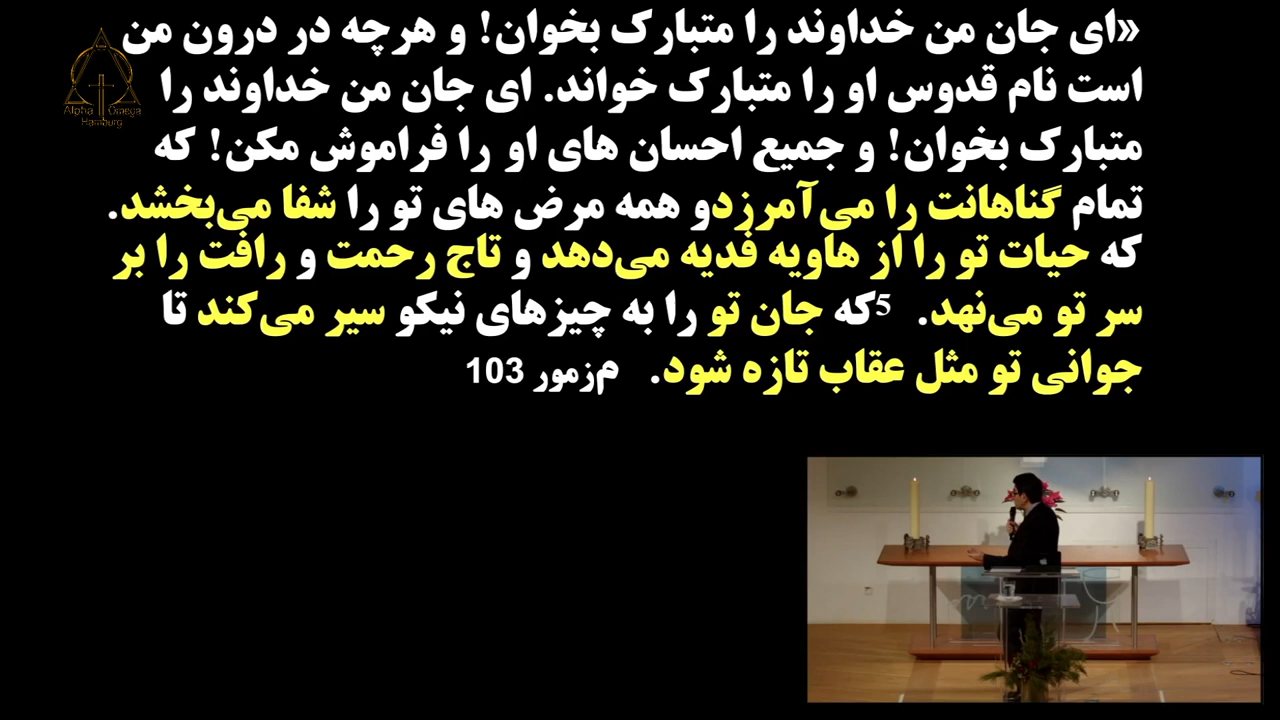 «ای جان من خداوند را متبارک بخوان! و هرچه در درون من
است نام قدوس او را متبارک خواند. ای جان من خداوند را
متبارک بخوان! و جمیع احسان های او را فراموش مکن! که
تمام گناهانت را می‌آمرزدو همه مرض های تو را شفا می‌بخشد.
که حیات تو را از هاویه فدیه می‌دهد و تاج رحمت و رافت را بر
سر تو می‌نهد. 5که جان تو را به چیزهای نیکو سیر می‌کند تا
جوانی تو مثل عقاب تازه شود. مزمور 103
Alpha Omega
Hamburg